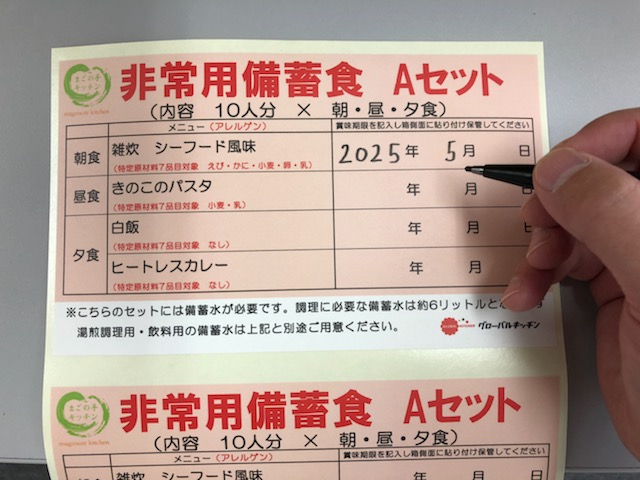 まごの手
キッチン
magonote kitchen
非常用備蓄食 Aセット
(内容 10人分 × 朝・昼・夕食)
メニュー(アレルゲン) 賞味期限を記入し箱側面に貼り付け保管してください
朝食 雑炊 シーフード風味 2025年 5月 日
(特定原材料7品目対象 えび・かに・小麦・卵・乳)
昼食 きのこのパスタ 年 月 日
(特定原材料7品目対象 小麦・乳)
夕食 白飯 年 月 日
(特定原材料7品目対象 なし)
ヒートレスカレー 年 月
(特定原材料7品目対象 なし)
※こちらのセットには備蓄水が必要です。調理に必要な備蓄水は約6リットルと
湯煎調理用・飲料用の備蓄水は上記と別途ご用意ください。 グローバルキッチン
まごの手
キッチン
magonote kitchen
非常用備蓄食 Aセット
(内容 10人分 × 朝・昼・夕食)
メニュー(アレルゲン) 賞味期限を記入し箱側面に貼り付け保管してください
雑炊 シーフード風味 年 月 日